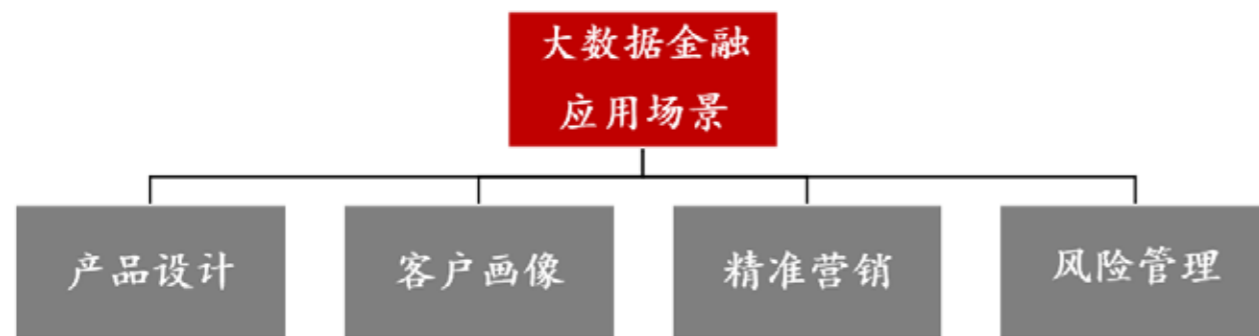 大数据金融
应用场景
产品设计
客户画像
精准营销
风险管理